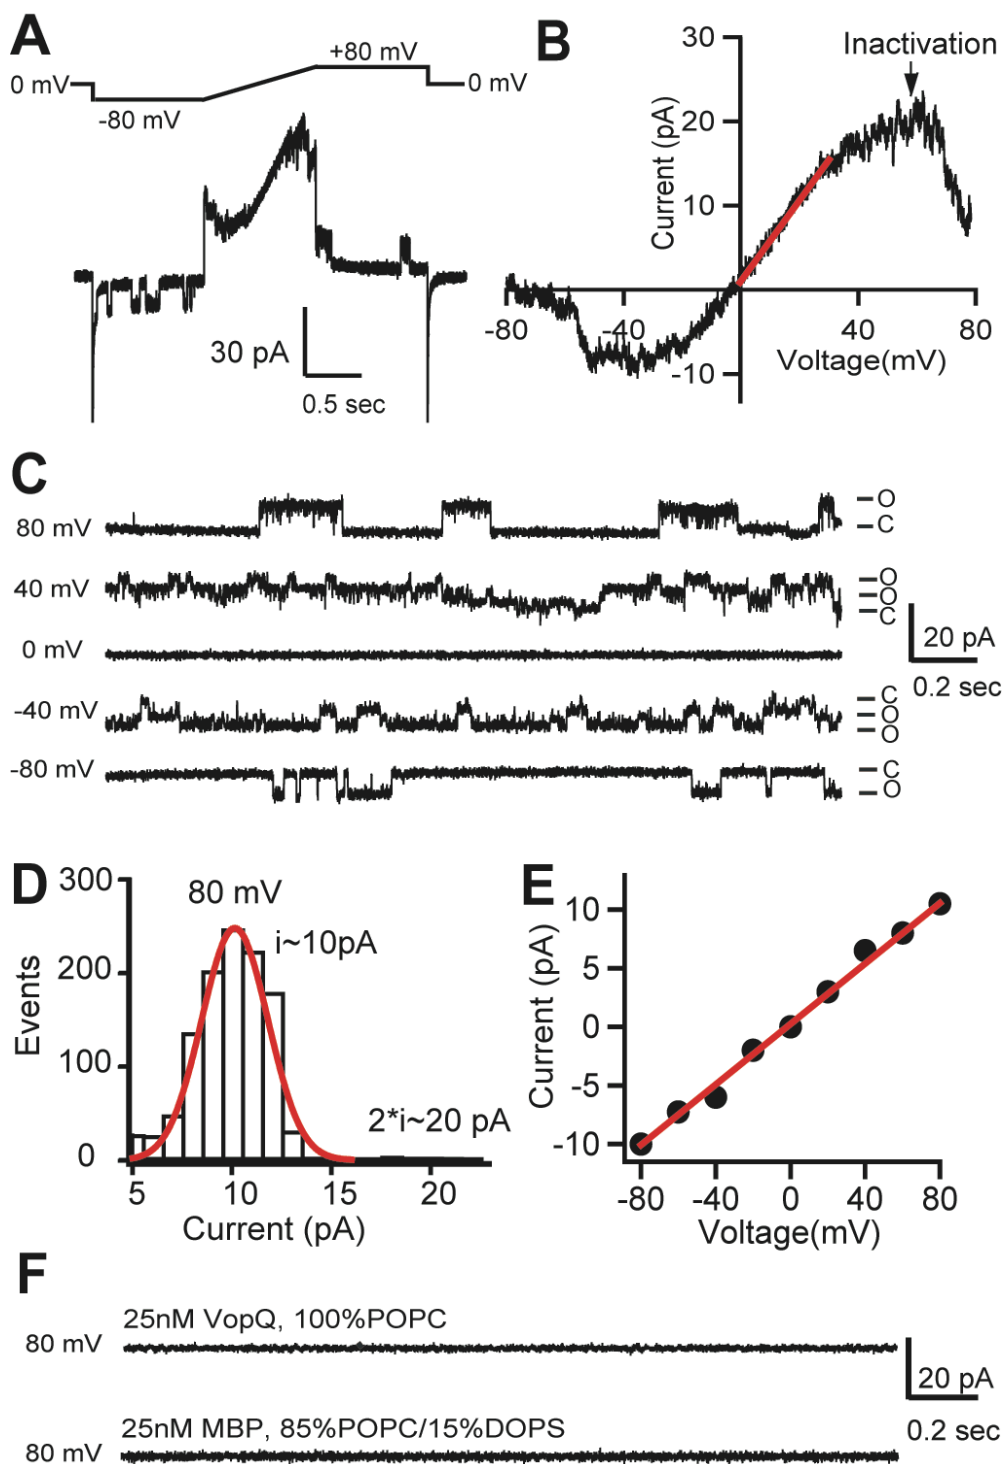 A
0 mV
-80 mV
+80 mV
0 mV
30 pA
0.5 sec
B
Inactivation
Current (pA)
30
20
10
-10
-80
-40
40
80
Voltage(mV)
C
80 mV
O
C
40 mV
O
O
C
0 mV
20 pA
0.2 sec
-40 mV
C
O
O
-80 mV
C
O
D
80 mV
i~10pA
2*i~20 pA
Events
300
200
100
0
5
10
15
20
Current (pA)
E
Current (pA)
10
5
0
-5
-10
-80
-40
0
40
80
Voltage(mV)
F
25nM VopQ, 100%POPC
80 mV
20 pA
0.2 sec
25nM MBP, 85%POPC/15%DOPS
80 mV